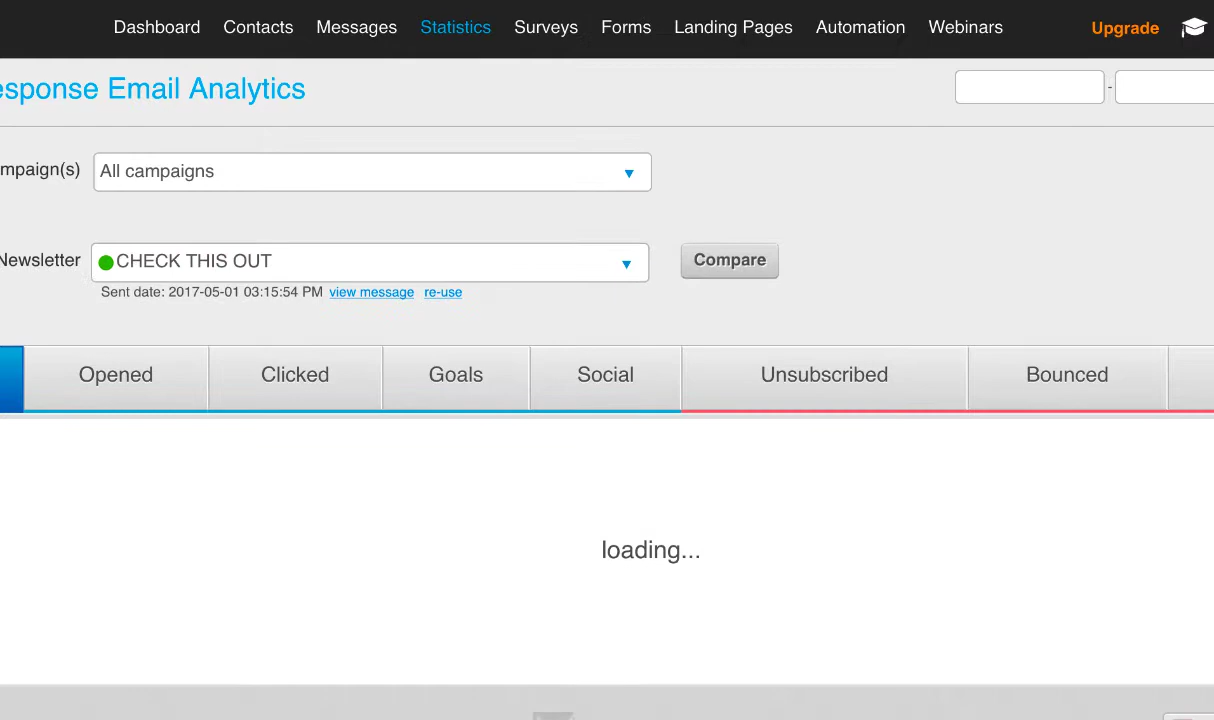 Dashboard Contacts Messages Statistics Surveys Forms Landing Pages Automation Webinars Upgrade
esponse Email Analytics
-
mpaign(s) All campaigns
Newsletter CHECK THIS OUT Compare
Sent date: 2017-05-01 03:15:54 PM view message re-use
Opened Clicked Goals Social Unsubscribed Bounced
loading...